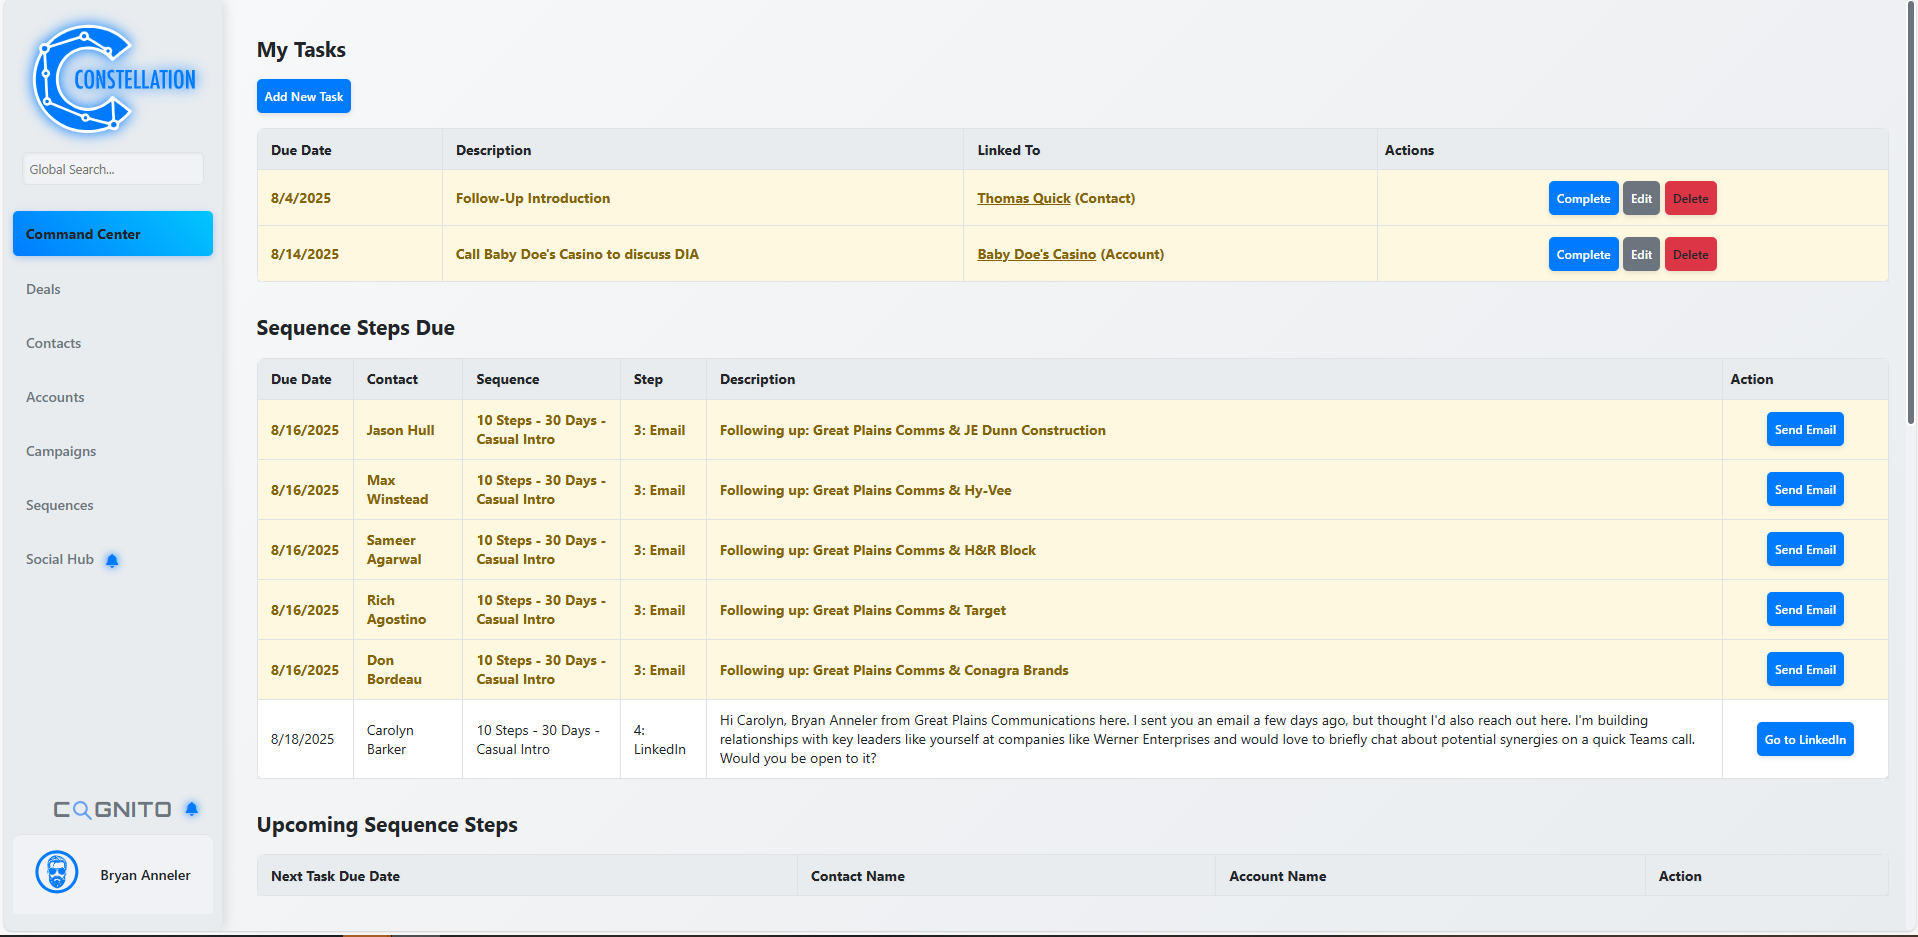 CONSTELLATION
Global Search...
Command Center
Deals
Contacts
Accounts
Campaigns
Sequences
Social Hub
COGNITO
Bryan Anneler
My Tasks
Add New Task
Due Date Description Linked To Actions
8/4/2025 Follow-Up Introduction Thomas Quick (Contact) Complete Edit Delete
8/14/2025 Call Baby Doe's Casino to discuss DIA Baby Doe's Casino (Account) Complete Edit Delete
Sequence Steps Due
Due Date Contact Sequence Step Description Action
8/16/2025 Jason Hull 10 Steps - 30 Days - Casual Intro 3: Email Following up: Great Plains Comms & JE Dunn Construction Send Email
8/16/2025 Max Winstead 10 Steps - 30 Days - Casual Intro 3: Email Following up: Great Plains Comms & Hy-Vee Send Email
8/16/2025 Sameer Agarwal 10 Steps - 30 Days - Casual Intro 3: Email Following up: Great Plains Comms & H&R Block Send Email
8/16/2025 Rich Agostino 10 Steps - 30 Days - Casual Intro 3: Email Following up: Great Plains Comms & Target Send Email
8/16/2025 Don Bordeau 10 Steps - 30 Days - Casual Intro 3: Email Following up: Great Plains Comms & Conagra Brands Send Email
8/18/2025 Carolyn Barker 10 Steps - 30 Days - Casual Intro 4: LinkedIn Hi Carolyn, Bryan Anneler from Great Plains Communications here. I sent you an email a few days ago, but thought I'd also reach out here. I'm building
relationships with key leaders like yourself at companies like Werner Enterprises and would love to briefly chat about potential synergies on a quick Teams call.
Would you be open to it? Go to LinkedIn
Upcoming Sequence Steps
Next Task Due Date Contact Name Account Name Action